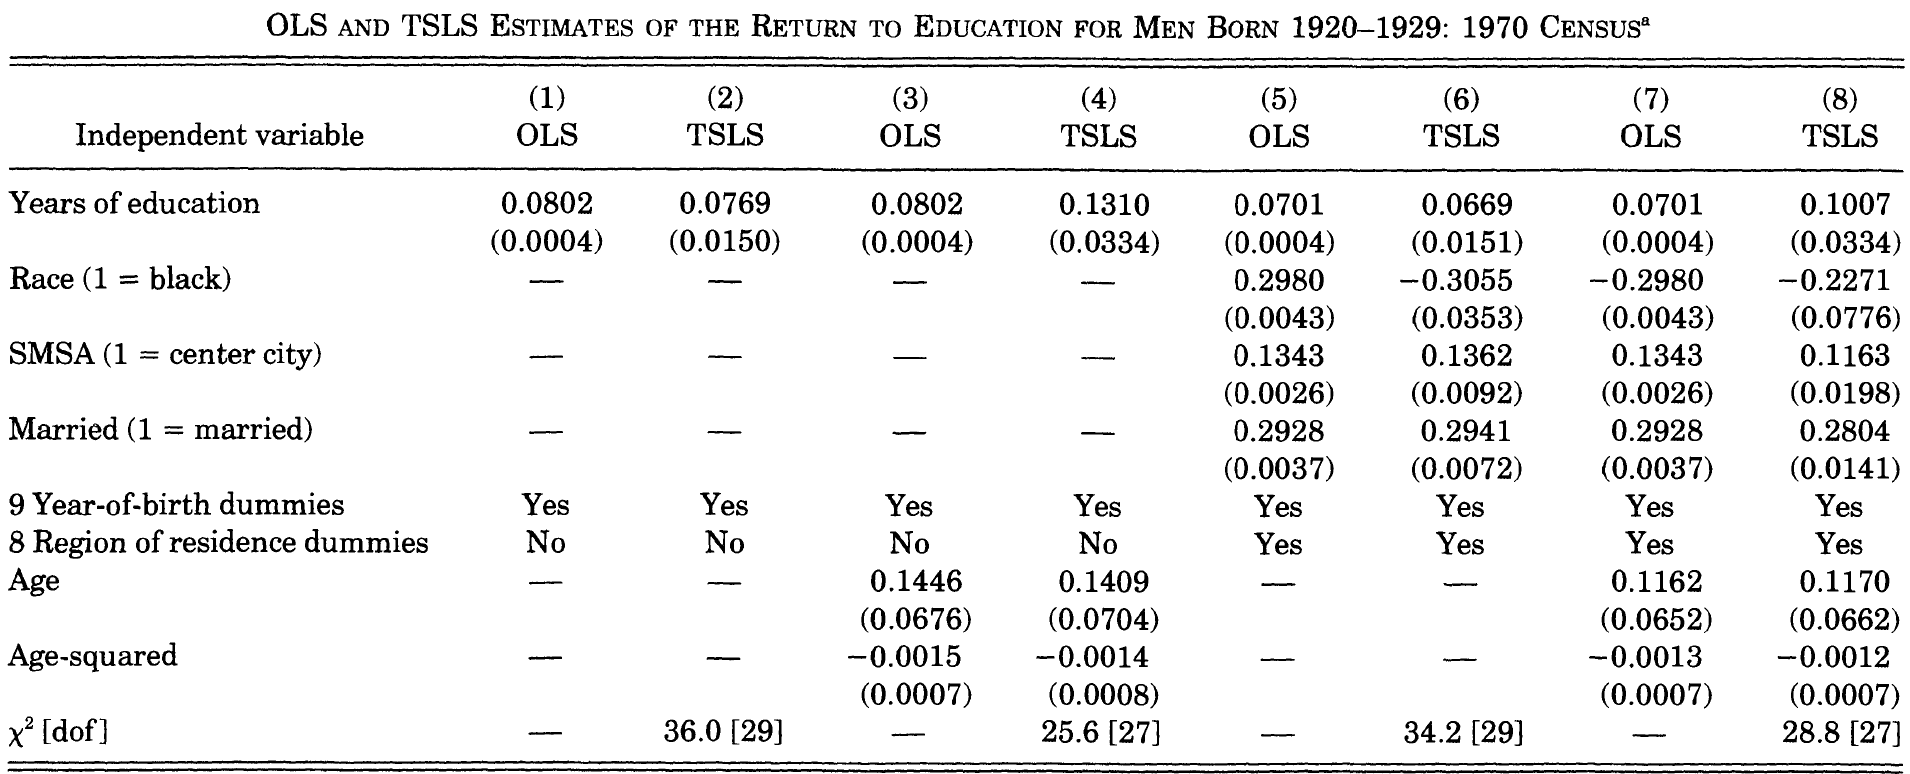 OLS AND TSLS ESTIMATES OF THE RETURN TO EDUCATION FOR MEN BORN 1920–1929: 1970 CENSUSª
(1) (2) (3) (4) (5) (6) (7) (8)
Independent variable OLS TSLS OLS TSLS OLS TSLS OLS TSLS
Years of education 0.0802 0.0769 0.0802 0.1310 0.0701 0.0669 0.0701 0.1007
(0.0004) (0.0150) (0.0004) (0.0334) (0.0004) (0.0151) (0.0004) (0.0334)
Race (1 = black) — — — — 0.2980 −0.3055 −0.2980 −0.2271
(0.0043) (0.0353) (0.0043) (0.0776)
SMSA (1 = center city) — — — — 0.1343 0.1362 0.1343 0.1163
(0.0026) (0.0092) (0.0026) (0.0198)
Married (1 = married) — — — — 0.2928 0.2941 0.2928 0.2804
(0.0037) (0.0072) (0.0037) (0.0141)
9 Year-of-birth dummies Yes Yes Yes Yes Yes Yes Yes Yes
8 Region of residence dummies No No No No Yes Yes Yes Yes
Age — — 0.1446 0.1409 — — 0.1162 0.1170
(0.0676) (0.0704) (0.0652) (0.0662)
Age-squared — — −0.0015 −0.0014 — — −0.0013 −0.0012
(0.0007) (0.0008) (0.0007) (0.0007)
χ² [dof] — 36.0 [29] — 25.6 [27] — 34.2 [29] — 28.8 [27]